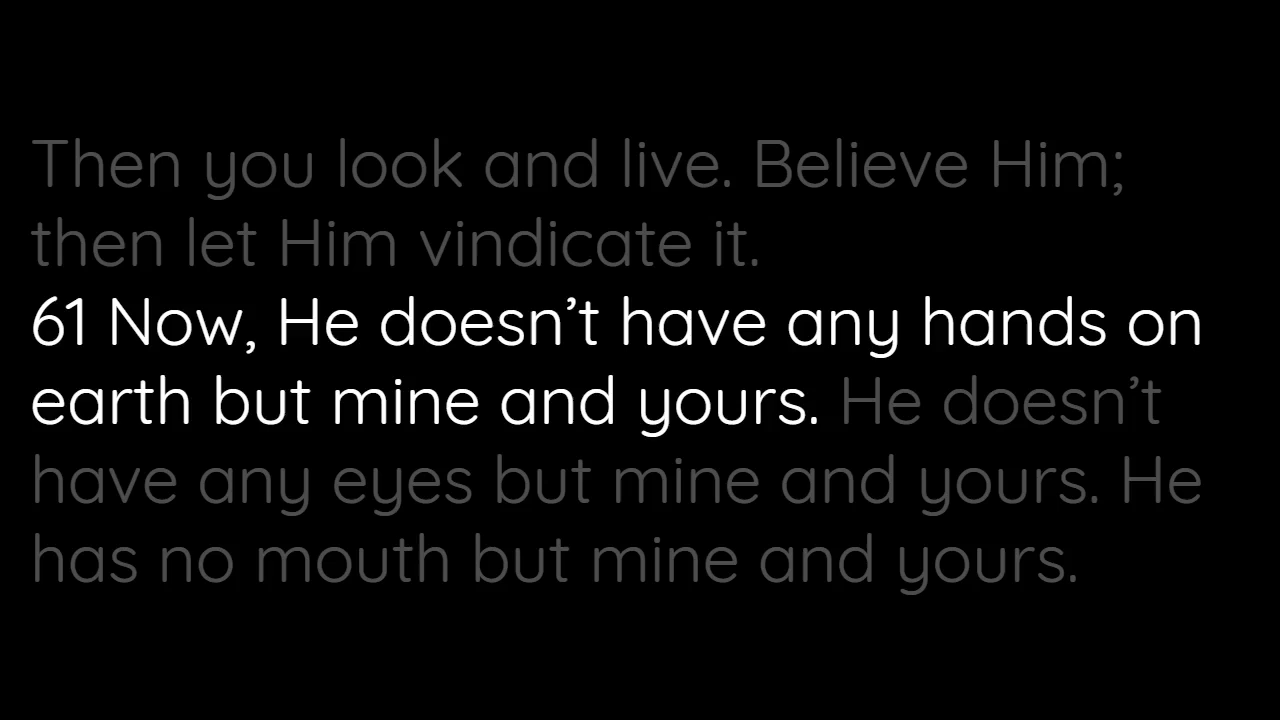 Then you look and live. Believe Him;
then let Him vindicate it.
61 Now, He doesn’t have any hands on
earth but mine and yours. He doesn’t
have any eyes but mine and yours. He
has no mouth but mine and yours.